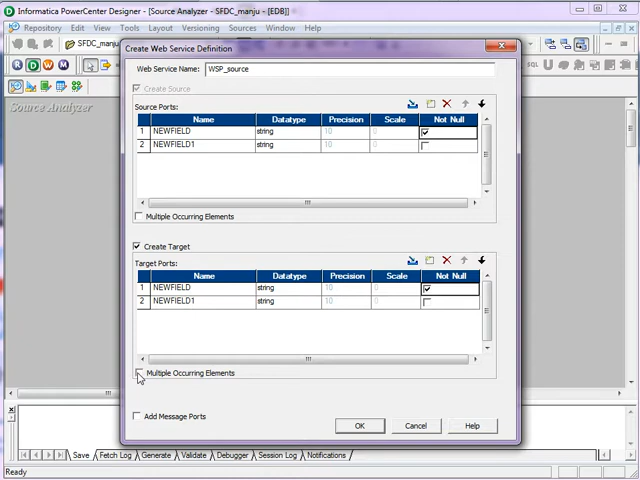 Informatica PowerCenter Designer - [Source Analyzer - SFDC_manju - [EDB]]
Repository Edit View Tools Layout Versioning Sources Window Help
SFDC_manju
Create Web Service Definition
Web Service Name: WSP_source
Create Source
Source Ports:
Name Datatype Precision Scale Not Null
1 NEWFIELD string 10 0
2 NEWFIELD1 string 10 0
Multiple Occurring Elements
Create Target
Target Ports:
Name Datatype Precision Scale Not Null
1 NEWFIELD string 10 0
2 NEWFIELD1 string 10 0
Multiple Occurring Elements
Add Message Ports
OK Cancel Help
Source Analyzer
R D W M
SQL U
Save Fetch Log Generate Validate Debugger Session Log Notifications
Ready
NUM